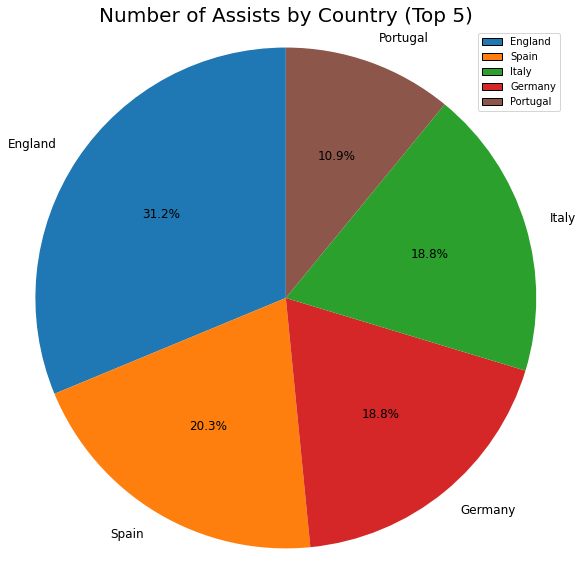 Number of Assists by Country (Top 5)
Portugal
England
Spain
Italy
Germany
Portugal
England
10.9%
31.2%
Italy
18.8%
18.8%
20.3%
Germany
Spain